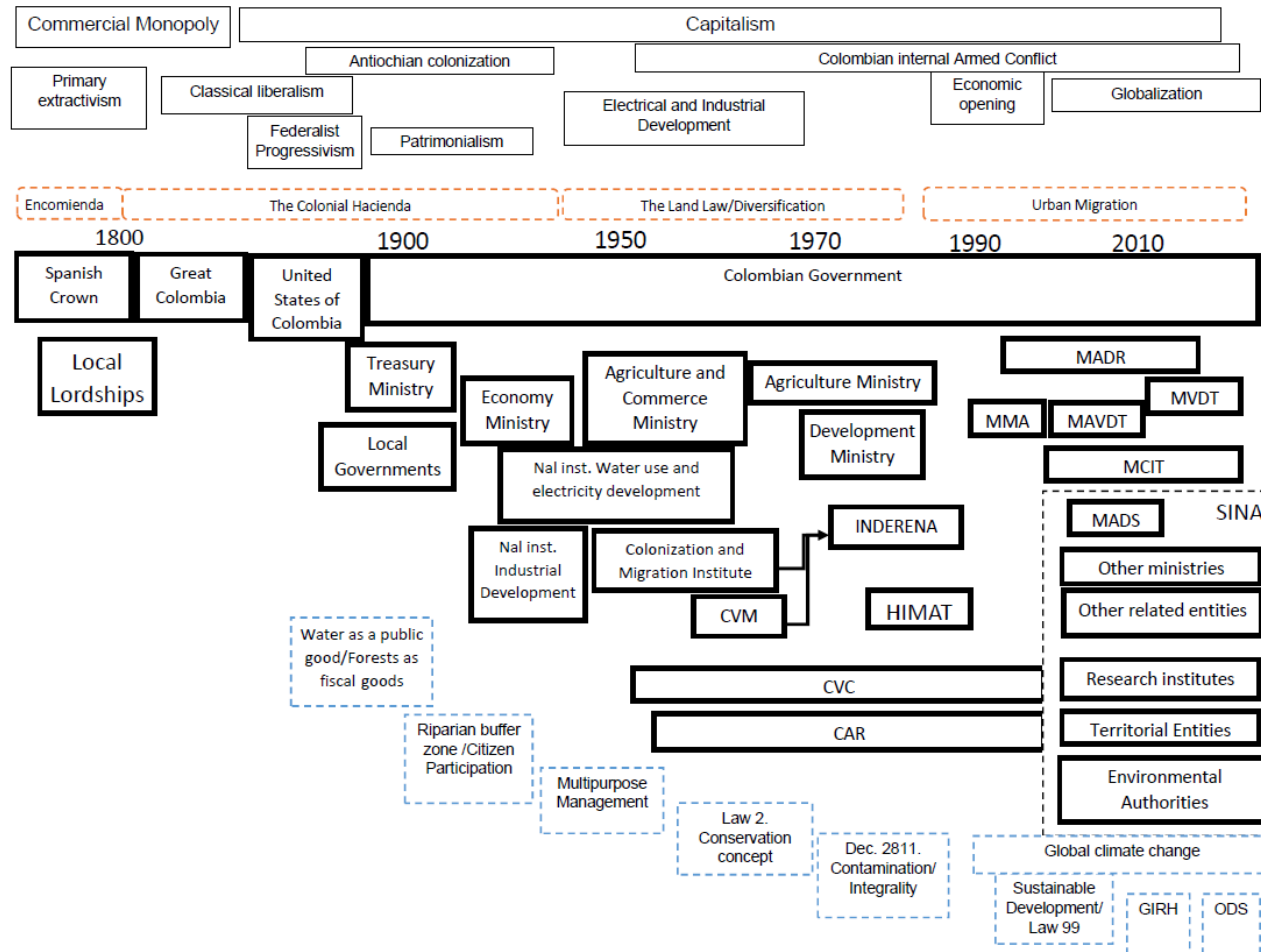 Commercial Monopoly
Capitalism
Antiochian colonization
Colombian internal Armed Conflict
Primary
extractivism
Classical liberalism
Electrical and Industrial
Development
Economic
opening
Globalization
Federalist
Progressivism
Patrimonialism
Encomienda
The Colonial Hacienda
The Land Law/Diversification
Urban Migration
1800
1900
1950
1970
1990
2010
Spanish
Crown
Great
Colombia
United
States of
Colombia
Colombian Government
Local
Lordships
Treasury
Ministry
Economy
Ministry
Agriculture and
Commerce
Ministry
Agriculture Ministry
MADR
MVDT
MMA
MAVDT
Local
Governments
Development
Ministry
MCIT
Nal inst. Water use and
electricity development
SINA
MADS
INDERENA
Nal inst.
Industrial
Development
Colonization and
Migration Institute
Other ministries
CVM
HIMAT
Other related entities
Water as a public
good/Forests as
fiscal goods
CVC
Research institutes
CAR
Territorial Entities
Riparian buffer
zone /Citizen
Participation
Environmental
Authorities
Multipurpose
Management
Law 2.
Conservation
concept
Dec. 2811.
Contamination/
Integrality
Global climate change
Sustainable
Development/
Law 99
GIRH
ODS